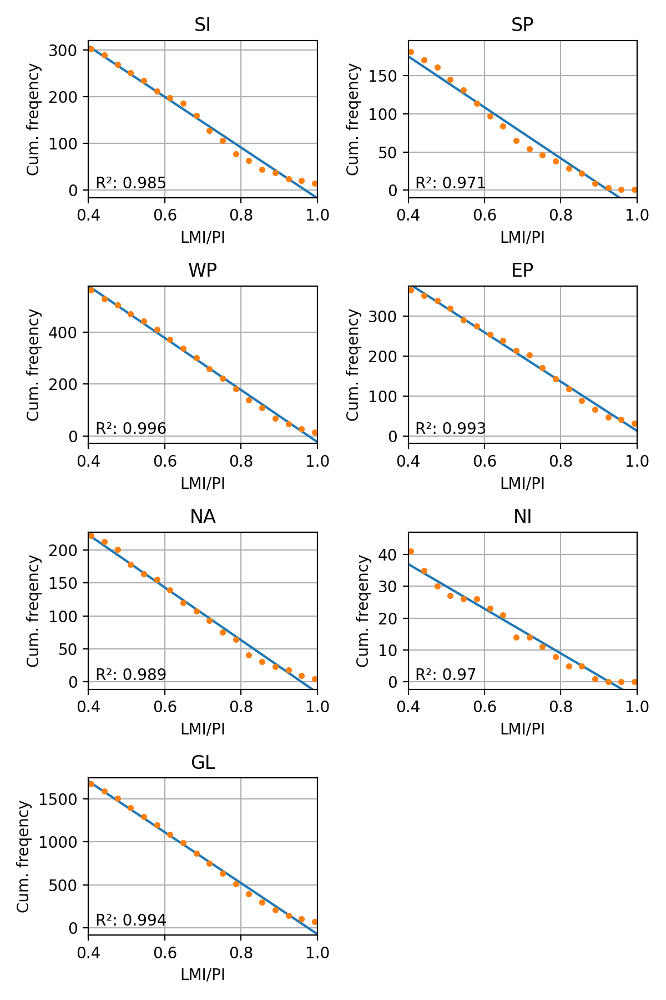 SI
300
200
100
0
Cum. freqency
R²: 0.985
0.4 0.6 0.8 1.0
LMI/PI
SP
150
100
50
0
Cum. freqency
R²: 0.971
0.4 0.6 0.8 1.0
LMI/PI
WP
400
200
0
Cum. freqency
R²: 0.996
0.4 0.6 0.8 1.0
LMI/PI
EP
300
200
100
0
Cum. freqency
R²: 0.993
0.4 0.6 0.8 1.0
LMI/PI
NA
200
150
100
50
0
Cum. freqency
R²: 0.989
0.4 0.6 0.8 1.0
LMI/PI
NI
40
30
20
10
0
Cum. freqency
R²: 0.97
0.4 0.6 0.8 1.0
LMI/PI
GL
1500
1000
500
0
Cum. freqency
R²: 0.994
0.4 0.6 0.8 1.0
LMI/PI